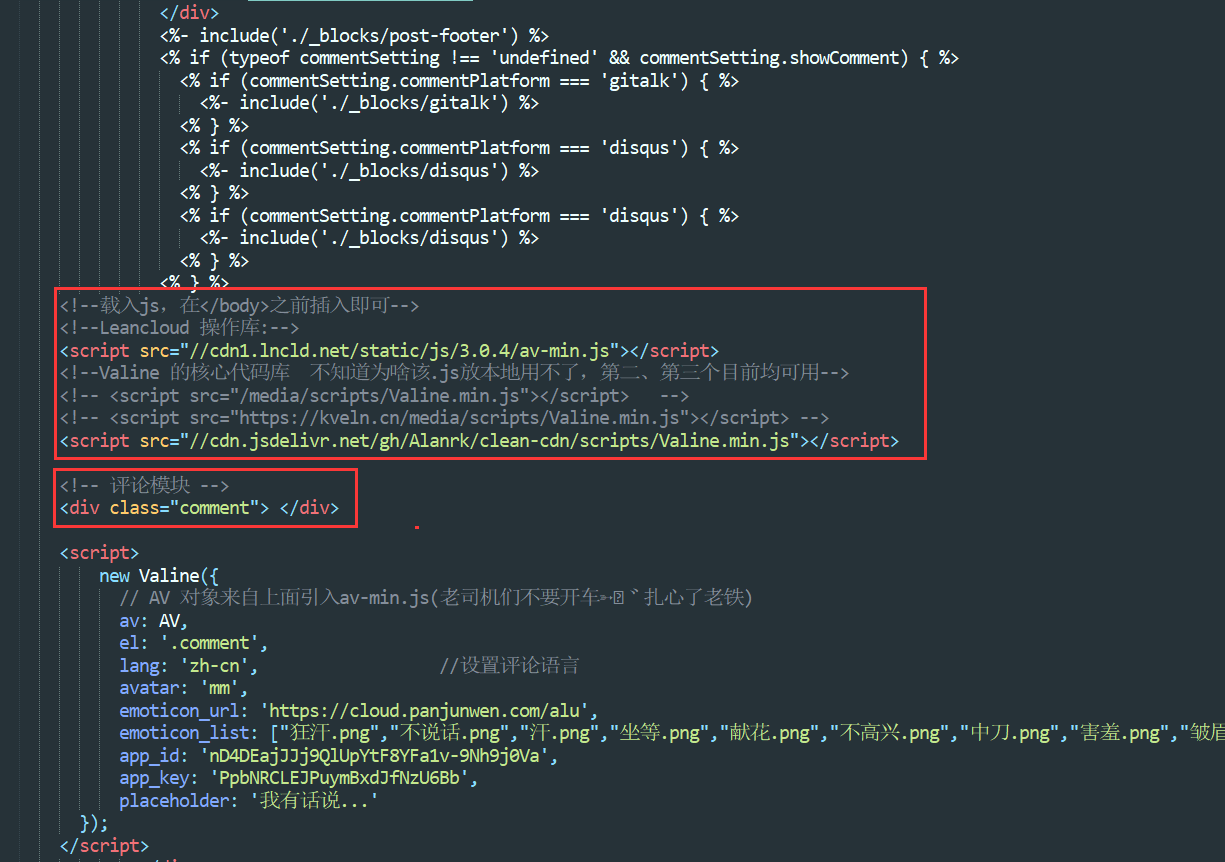 </div>
<%- include('./_blocks/post-footer') %>
<% if (typeof commentSetting !== 'undefined' && commentSetting.showComment) { %>
<% if (commentSetting.commentPlatform === 'gitalk') { %>
<%- include('./_blocks/gitalk') %>
<% } %>
<% if (commentSetting.commentPlatform === 'disqus') { %>
<%- include('./_blocks/disqus') %>
<% } %>
<% if (commentSetting.commentPlatform === 'disqus') { %>
<%- include('./_blocks/disqus') %>
<% } %>
<% } %>
<!--载入js，在</body>之前插入即可-->
<!--Leancloud 操作库:-->
<script src="//cdn1.lncld.net/static/js/3.0.4/av-min.js"></script>
<!--Valine 的核心代码库  不知道为啥该.js放本地用不了，第二、第三个目前均可用-->
<!-- <script src="/media/scripts/Valine.min.js"></script>   -->
<!-- <script src="https://kveln.cn/media/scripts/Valine.min.js"></script> -->
<script src="//cdn.jsdelivr.net/gh/Alanrk/clean-cdn/scripts/Valine.min.js"></script>
<!-- 评论模块 -->
<div class="comment"> </div>
<script>
new Valine({
// AV 对象来自上面引入av-min.js(老司机们不要开车 扎心了老铁)
av: AV,
el: '.comment',
lang: 'zh-cn', //设置评论语言
avatar: 'mm',
emoticon_url: 'https://cloud.panjunwen.com/alu',
emoticon_list: ["狂汗.png","不说话.png","汗.png","坐等.png","献花.png","不高兴.png","中刀.png","害羞.png","皱眉
app_id: 'nD4DEajJJj9QlUpYtF8YFa1v-9Nh9j0Va',
app_key: 'PpbNRCLEJPuymBxdJfNzU6Bb',
placeholder: '我有话说...'
});
</script>